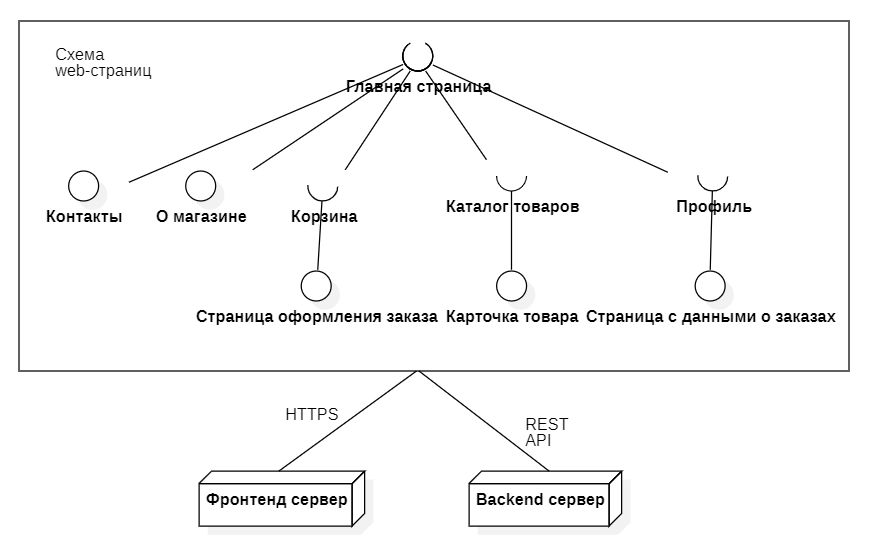 Схема
web-страниц
Главная страница
Контакты
О магазине
Корзина
Каталог товаров
Профиль
Страница оформления заказа
Карточка товара
Страница с данными о заказах
HTTPS
REST
API
Фронтенд сервер
Backend сервер